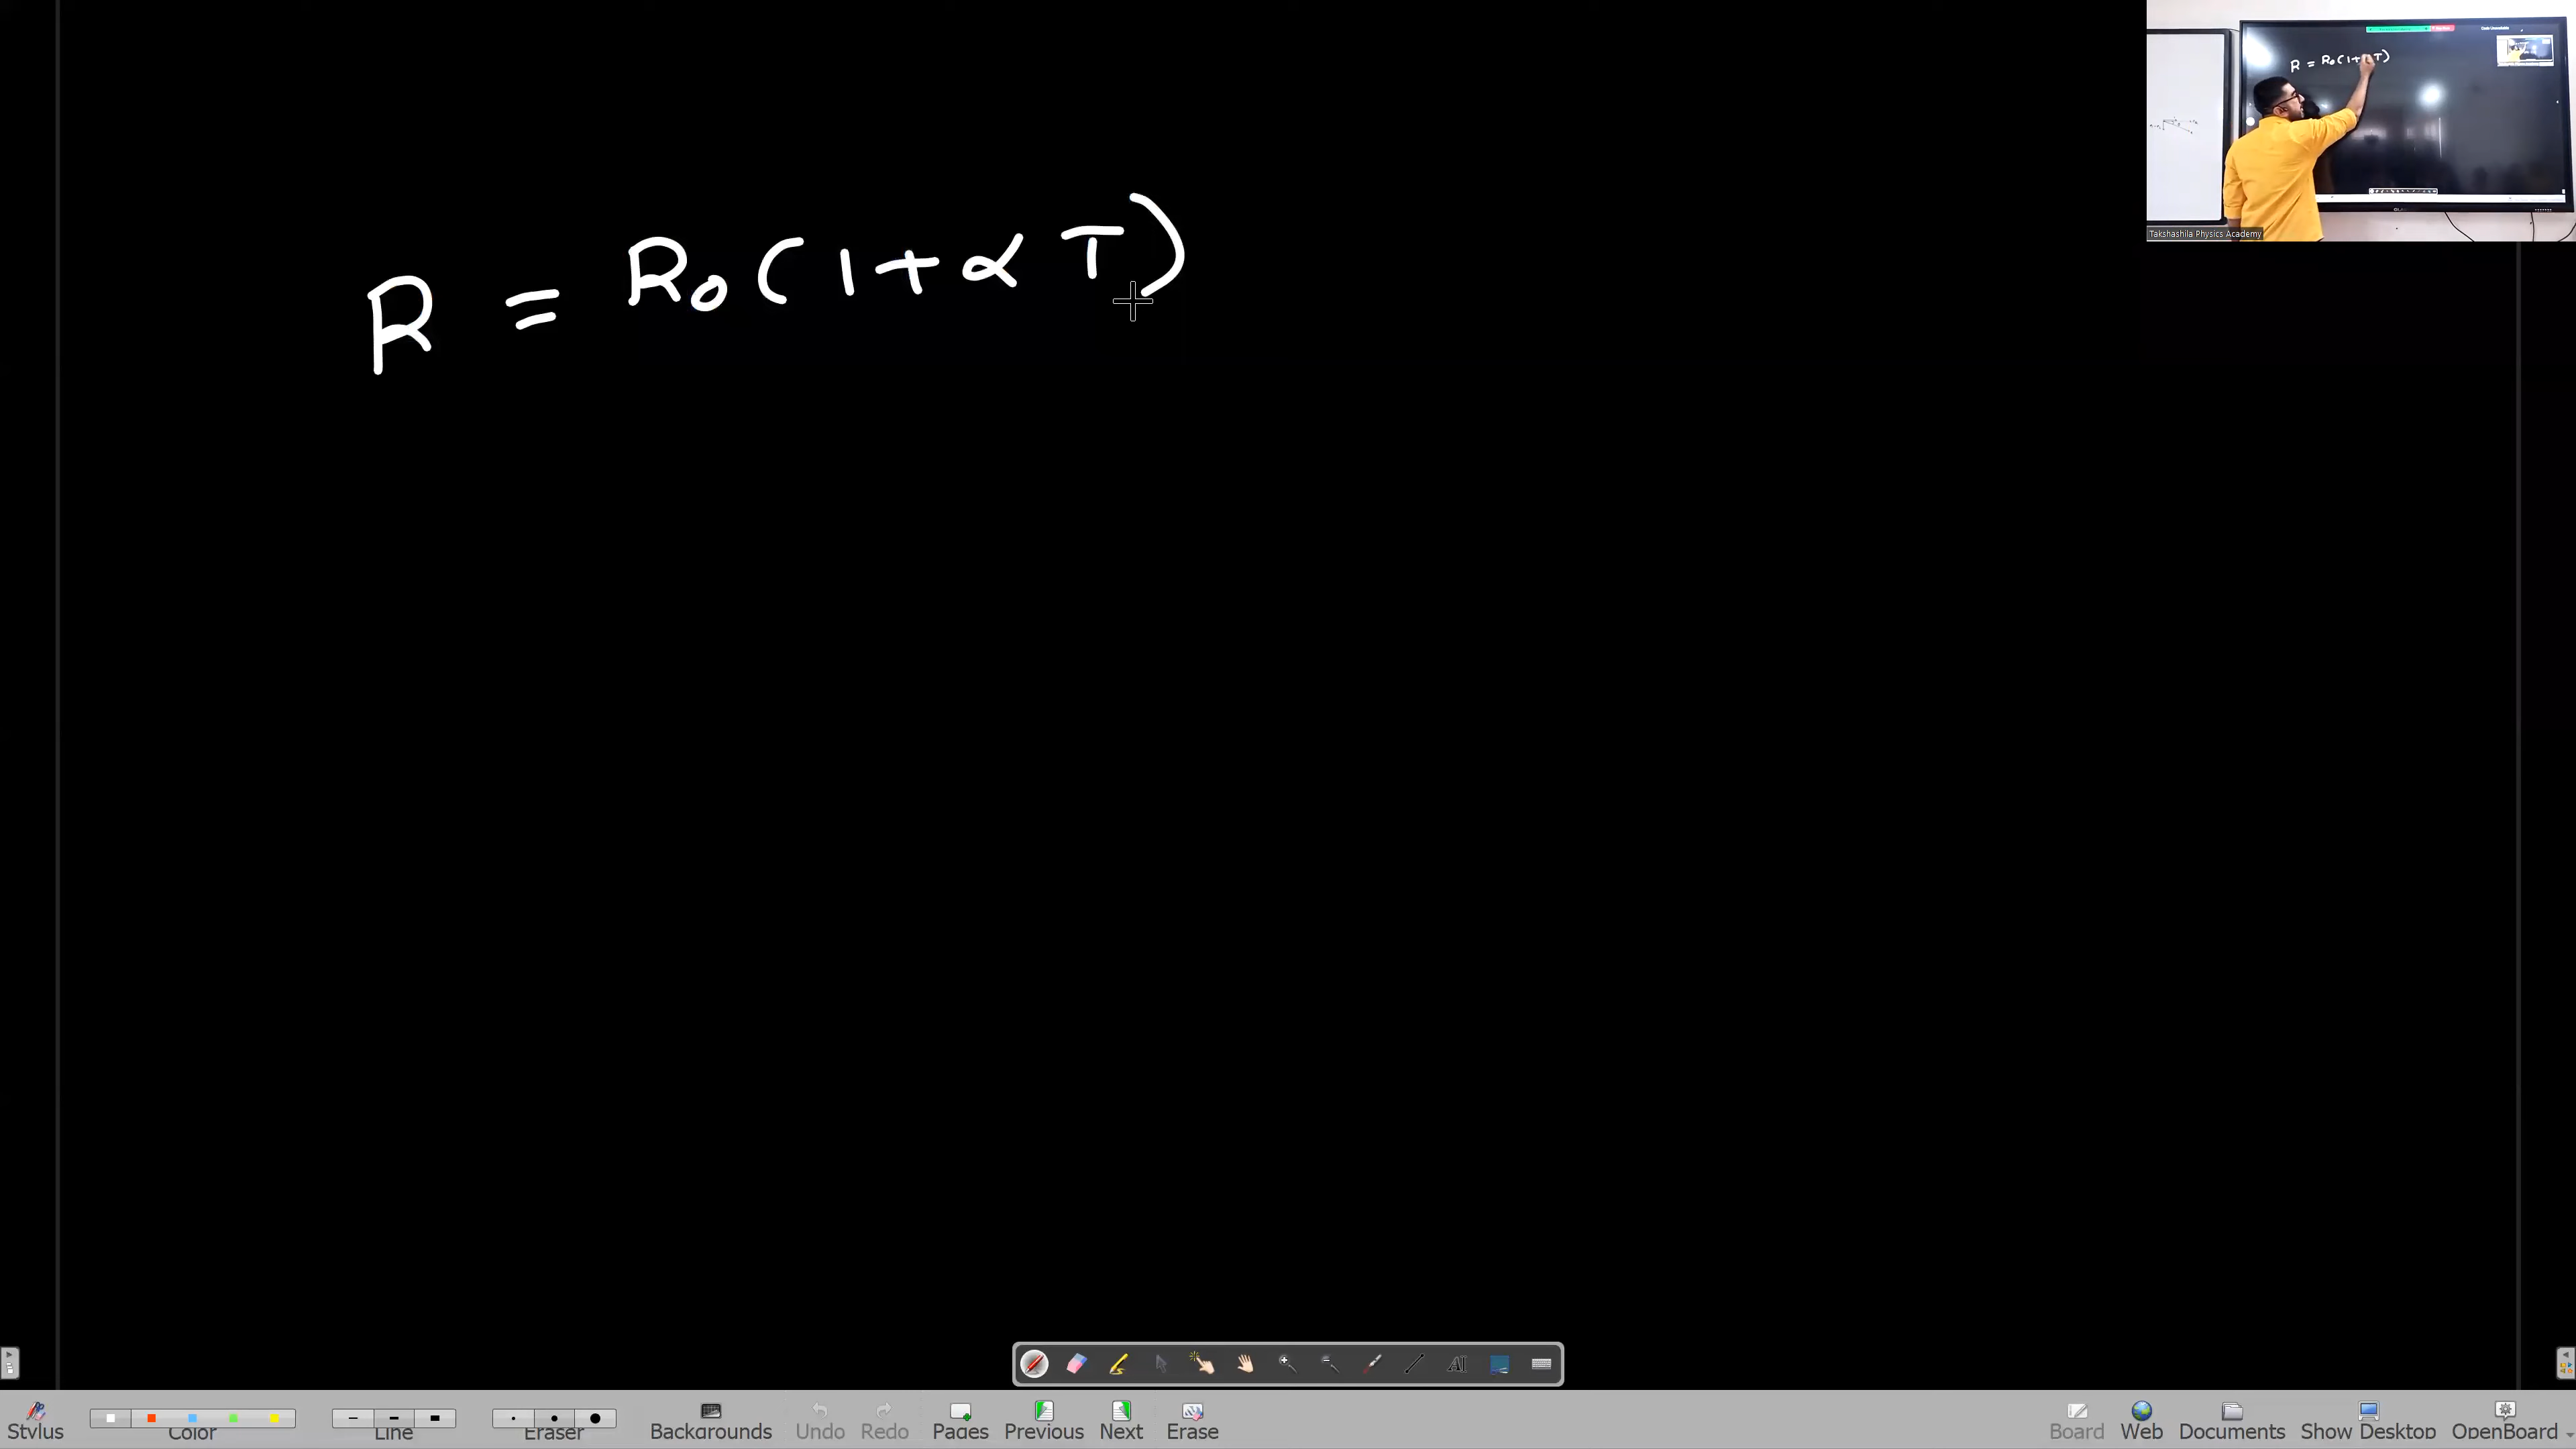 R = R₀(1+αT)
Takshashila Physics Academy
Stylus
Color
Line
Eraser
Backgrounds
Undo
Redo
Pages
Previous
Next
Erase
Board
Web
Documents
Show Desktop
OpenBoard